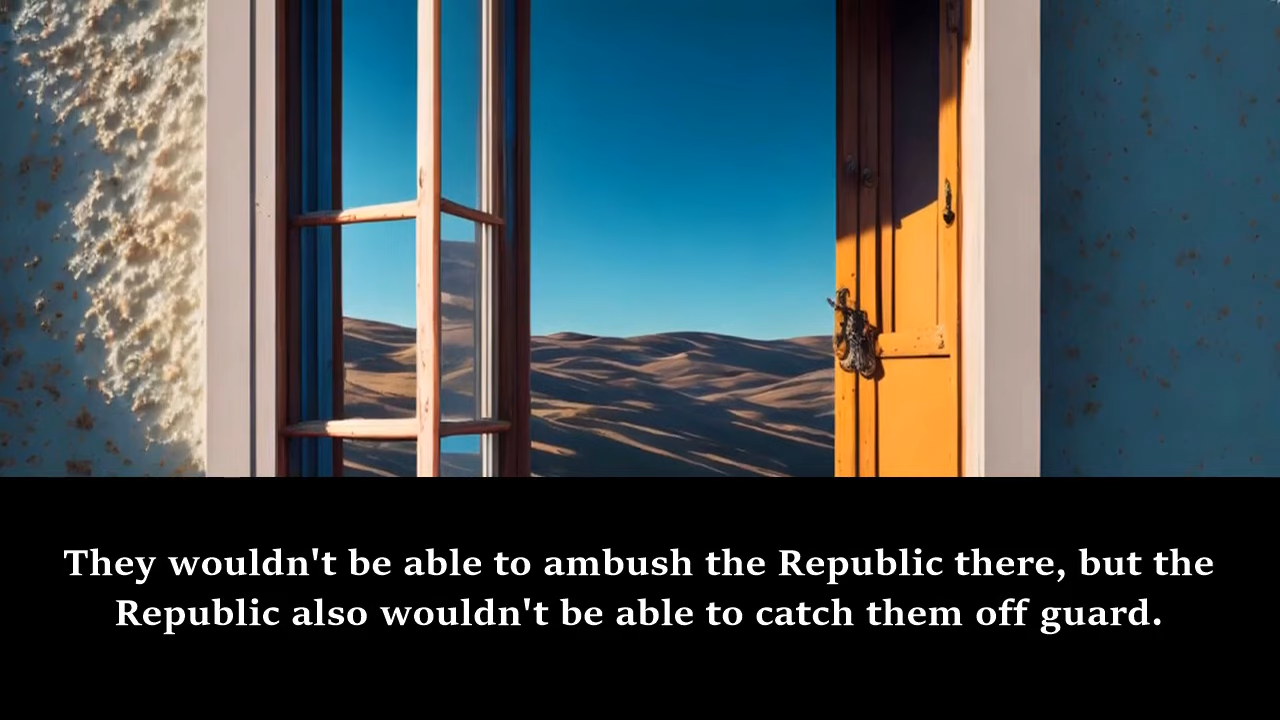 They wouldn't be able to ambush the Republic there, but the
Republic also wouldn't be able to catch them off guard.